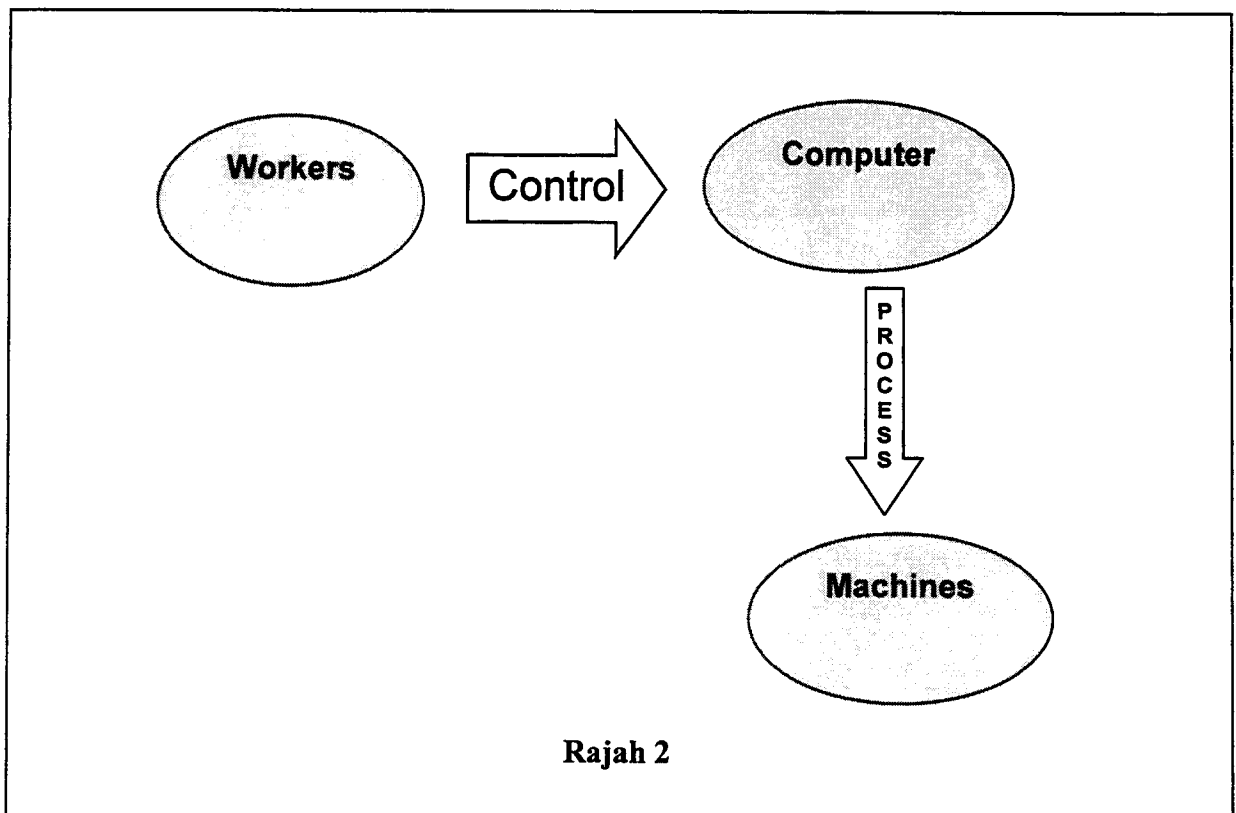 Workers
Control
Computer
PROCESS
Machines
Rajah 2